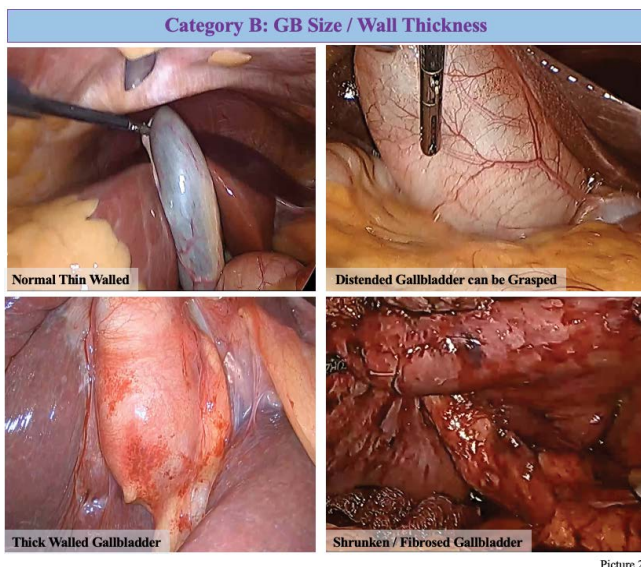 Category B: GB Size / Wall Thickness
Normal Thin Walled
Distended Gallbladder can be Grasped
Thick Walled Gallbladder
Shrunken / Fibrosed Gallbladder
Picture